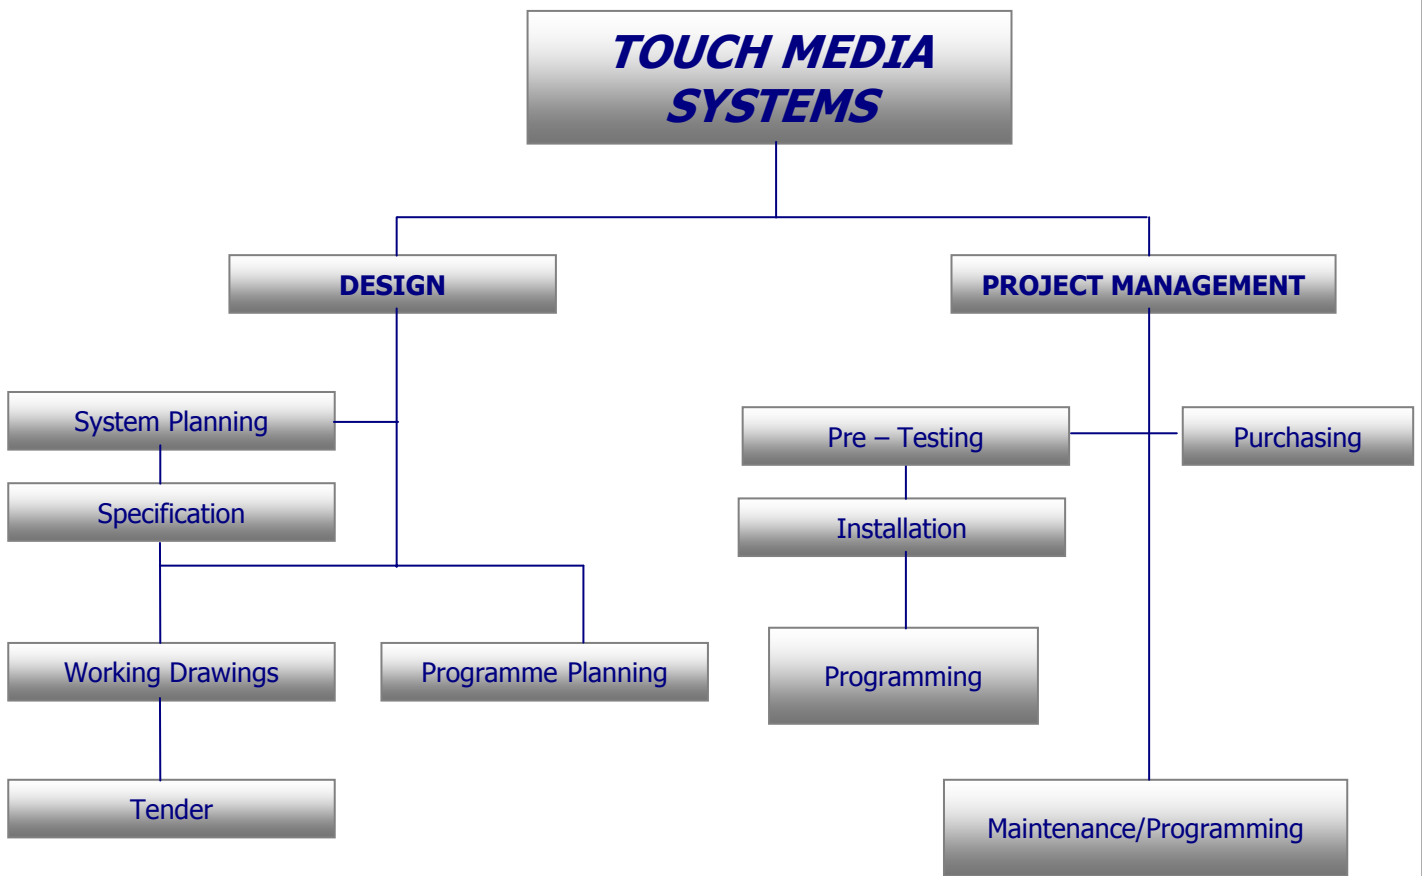 TOUCH MEDIA
SYSTEMS
DESIGN
PROJECT MANAGEMENT
System Planning
Pre – Testing
Purchasing
Specification
Installation
Working Drawings
Programme Planning
Programming
Tender
Maintenance/Programming